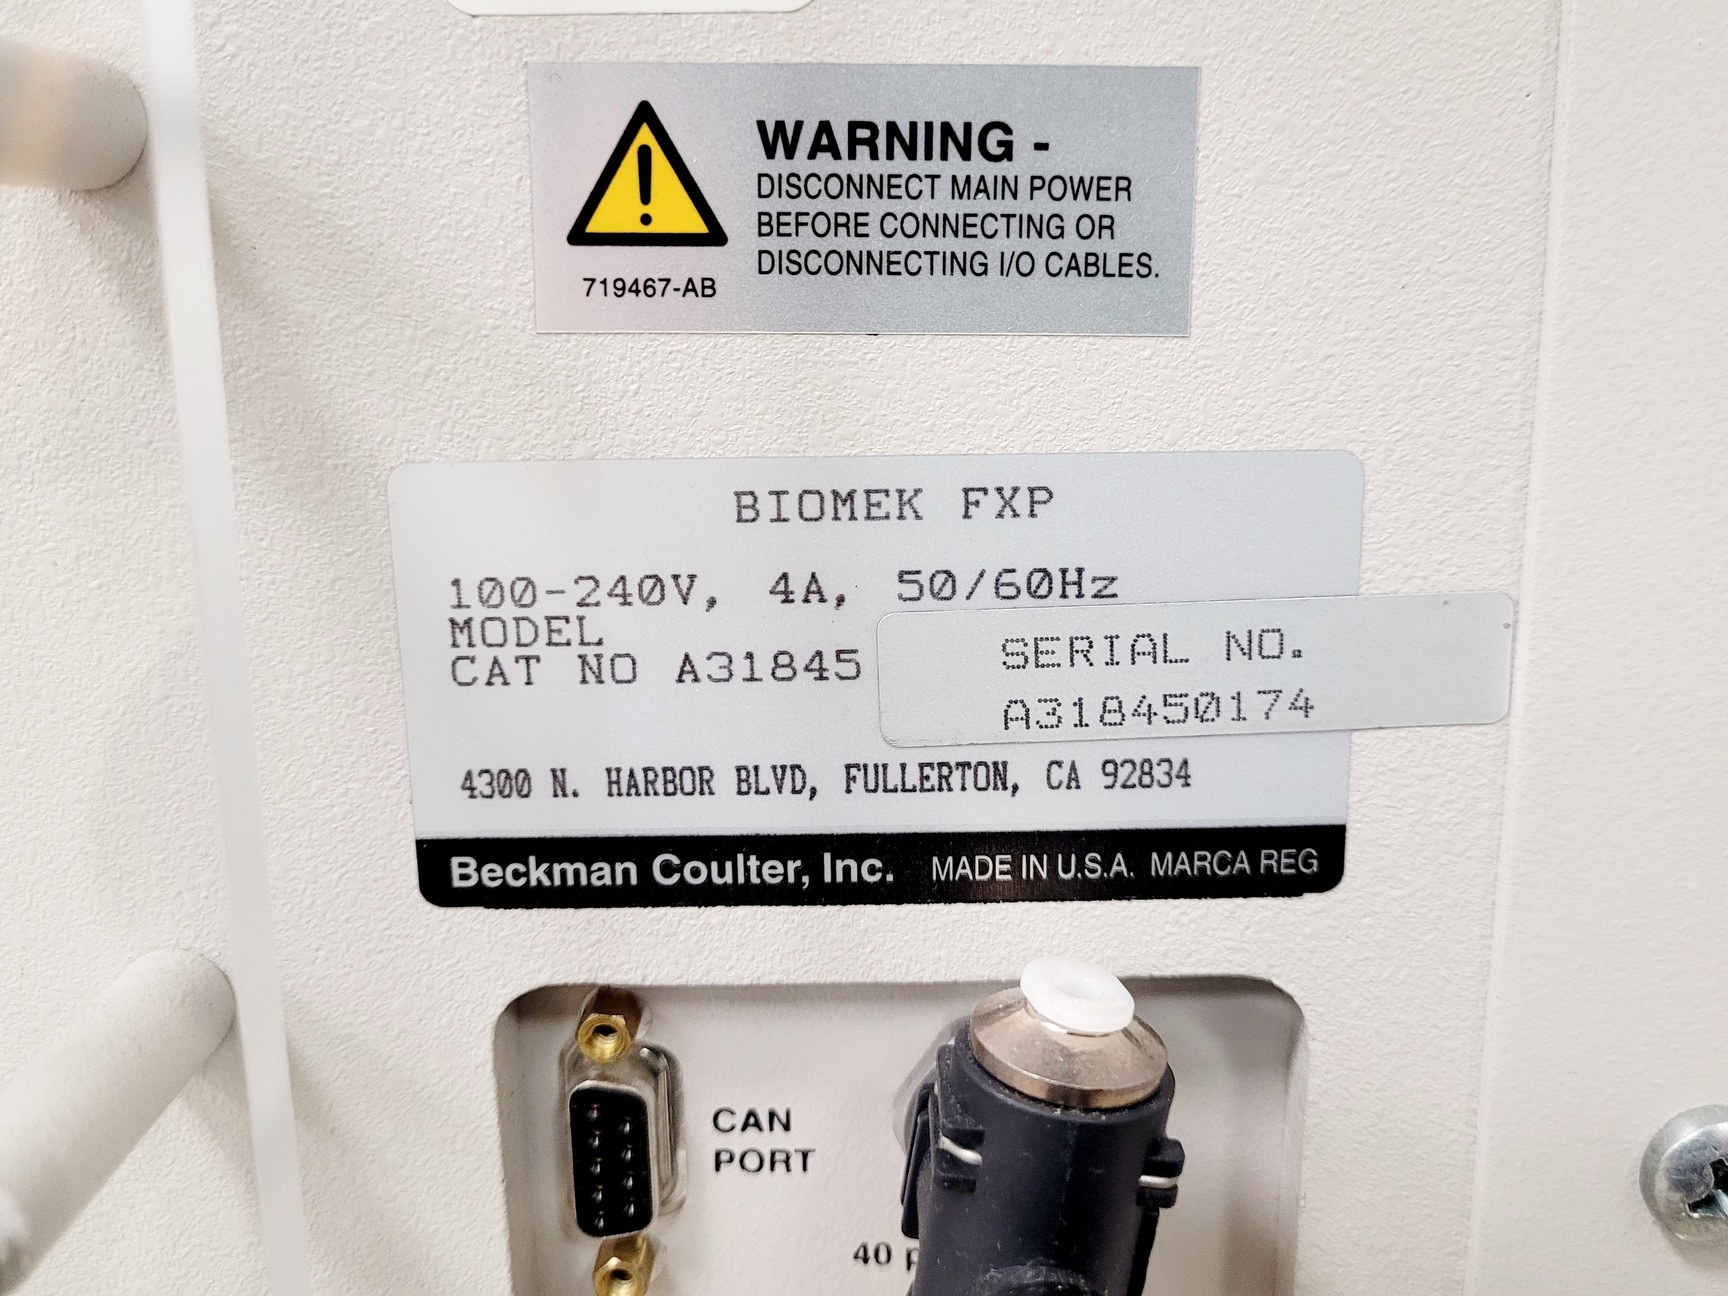 WARNING -
DISCONNECT MAIN POWER
BEFORE CONNECTING OR
DISCONNECTING I/O CABLES.
719467-AB
BIOMEK FXP
100-240V, 4A, 50/60Hz
MODEL
CAT NO A31845
SERIAL NO.
A318450174
4300 N. HARBOR BLVD, FULLERTON, CA 92834
Beckman Coulter, Inc. MADE IN U.S.A. MARCA REG
CAN
PORT
40